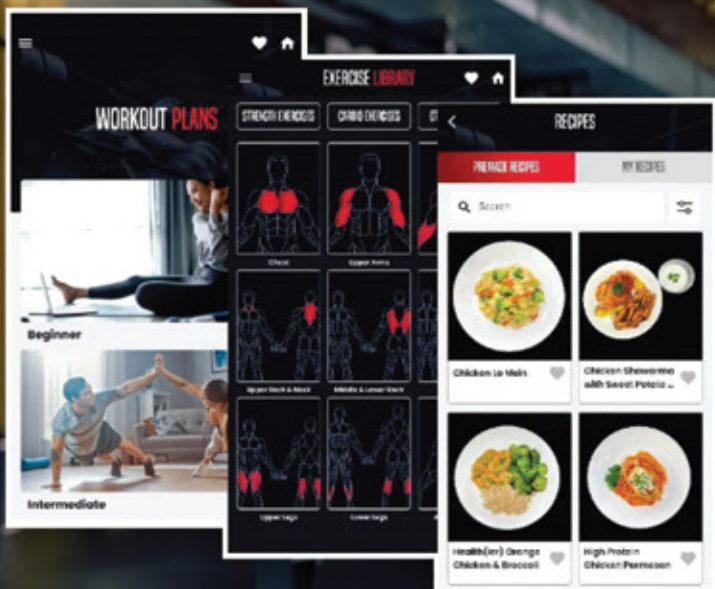 WORKOUT PLANS
Beginner
Intermediate
EXERCISE LIBRARY
STRENGTH EXERCISES
CARDIO EXERCISES
Chest
Upper Arms
Upper Back & Neck
Middle & Lower Back
Upper Legs
Lower Legs
RECIPES
PREMADE RECIPES
MY RECIPES
Search
Chicken Lo Mein
Chicken Shawarma
with Sweet Potato ...
Health(ier) Orange
Chicken & Broccoli
High Protein
Chicken Parmesan